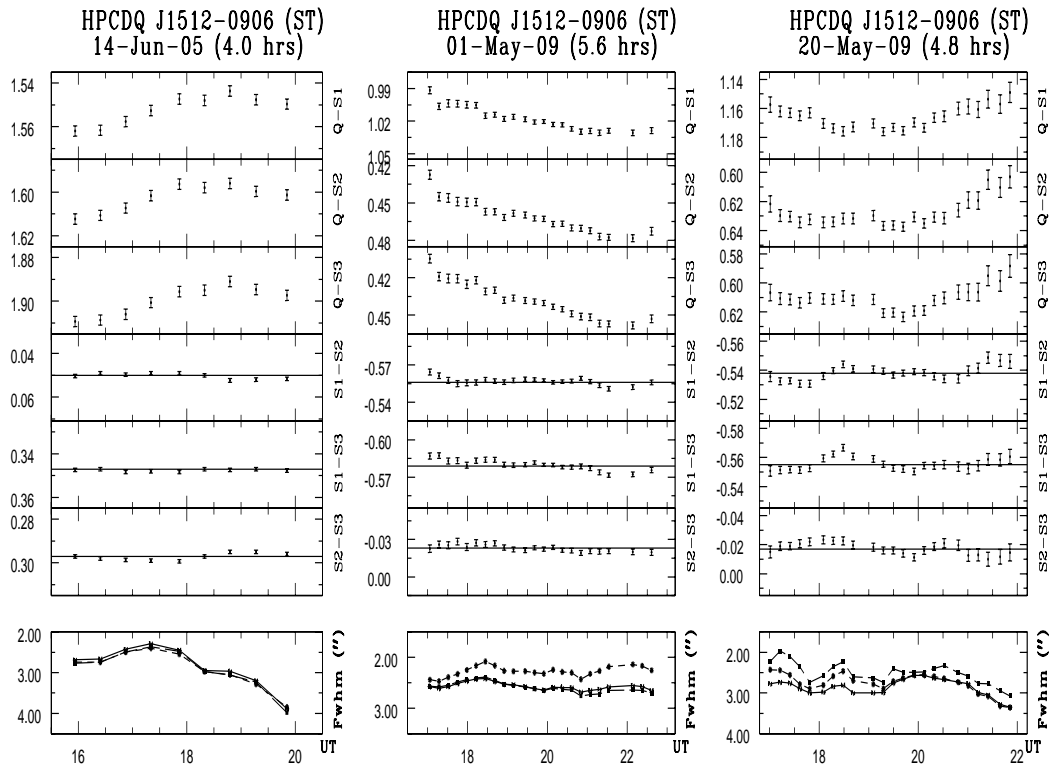 HPCDQ J1512-0906 (ST)
14-Jun-05 (4.0 hrs)
1.54
1.56
Q-S1
1.60
1.62
Q-S2
1.88
1.90
Q-S3
0.04
0.06
S1-S2
0.34
0.36
S1-S3
0.28
0.30
S2-S3
2.00
3.00
4.00
Fwhm (")
16 18 20 UT
HPCDQ J1512-0906 (ST)
01-May-09 (5.6 hrs)
0.99
1.02
1.05
Q-S1
0.42
0.45
0.48
Q-S2
0.42
0.45
Q-S3
-0.57
-0.54
S1-S2
-0.60
-0.57
S1-S3
-0.03
0.00
S2-S3
2.00
3.00
Fwhm (")
18 20 22 UT
HPCDQ J1512-0906 (ST)
20-May-09 (4.8 hrs)
1.14
1.16
1.18
Q-S1
0.60
0.62
0.64
Q-S2
0.58
0.60
0.62
Q-S3
-0.56
-0.54
-0.52
S1-S2
-0.58
-0.56
-0.54
S1-S3
-0.04
-0.02
0.00
S2-S3
2.00
3.00
4.00
Fwhm (")
18 20 22 UT